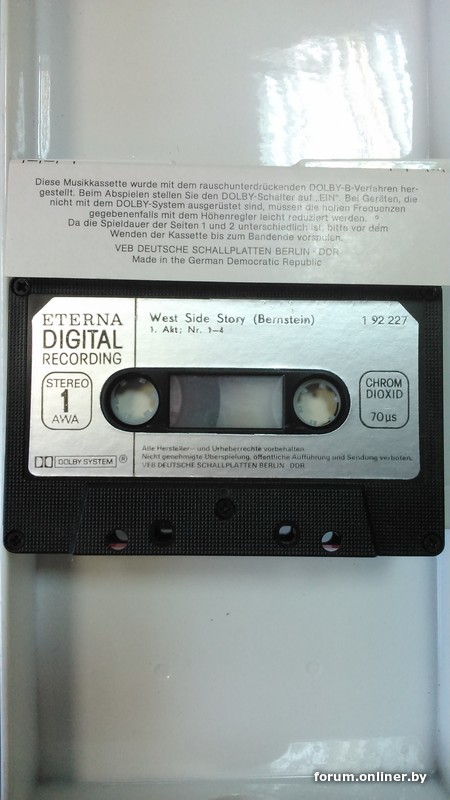 Diese Musikkassette wurde mit dem rauschunterdrückenden DOLBY-B-Verfahren her-
gestellt. Beim Abspielen stellen Sie den DOLBY-Schalter auf „EIN“. Bei Geräten, die
nicht mit dem DOLBY-System ausgerüstet sind, müssen die hohen Frequenzen
gegebenenfalls mit dem Höhenregler leicht reduziert werden.
Da die Spieldauer der Seiten 1 und 2 unterschiedlich ist, bitte vor dem
Wenden der Kassette bis zum Bandende vorspulen.
VEB DEUTSCHE SCHALLPLATTEN BERLINᐧDDR
Made in the German Democratic Republic
ETERNA
DIGITAL
RECORDING
West Side Story (Bernstein)
1. Akt: Nr. 1–4
1 92 227
STEREO
1
AWA
CHROM
DIOXID
70µs
DOLBY SYSTEM ®
Alle Hersteller- und Urheberrechte vorbehalten.
Nicht genehmigte Überspielung, öffentliche Aufführung und Sendung verboten.
VEB DEUTSCHE SCHALLPLATTEN BERLIN DDR
forum.onliner.by